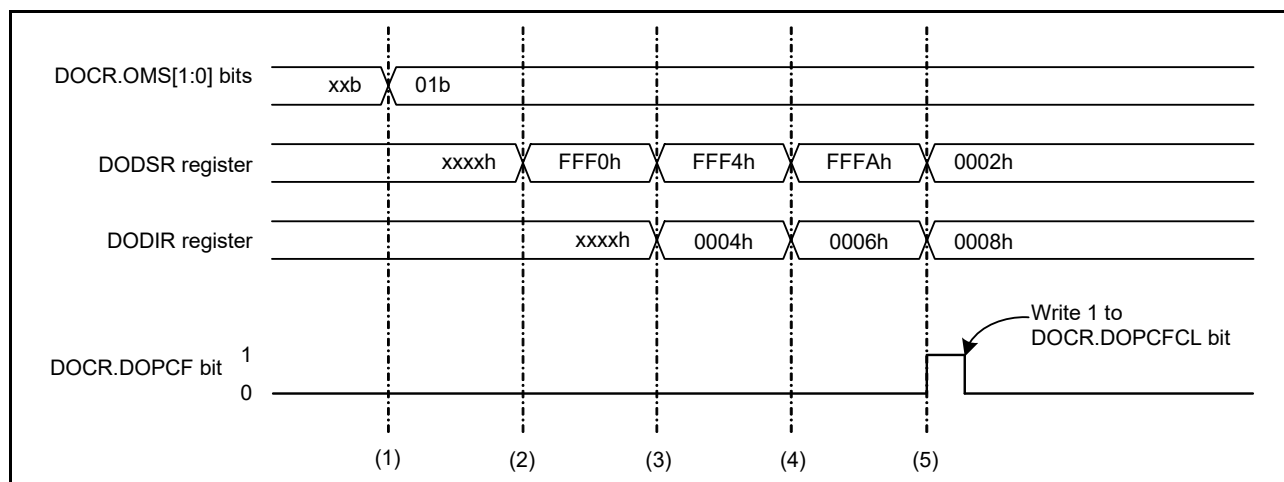 DOCR.OMS[1:0] bits xxb 01b
DODSR register xxxxh FFF0h FFF4h FFFAh 0002h
DODIR register xxxxh 0004h 0006h 0008h
Write 1 to
DOCR.DOPCFCL bit
DOCR.DOPCF bit 1
0
(1) (2) (3) (4) (5)